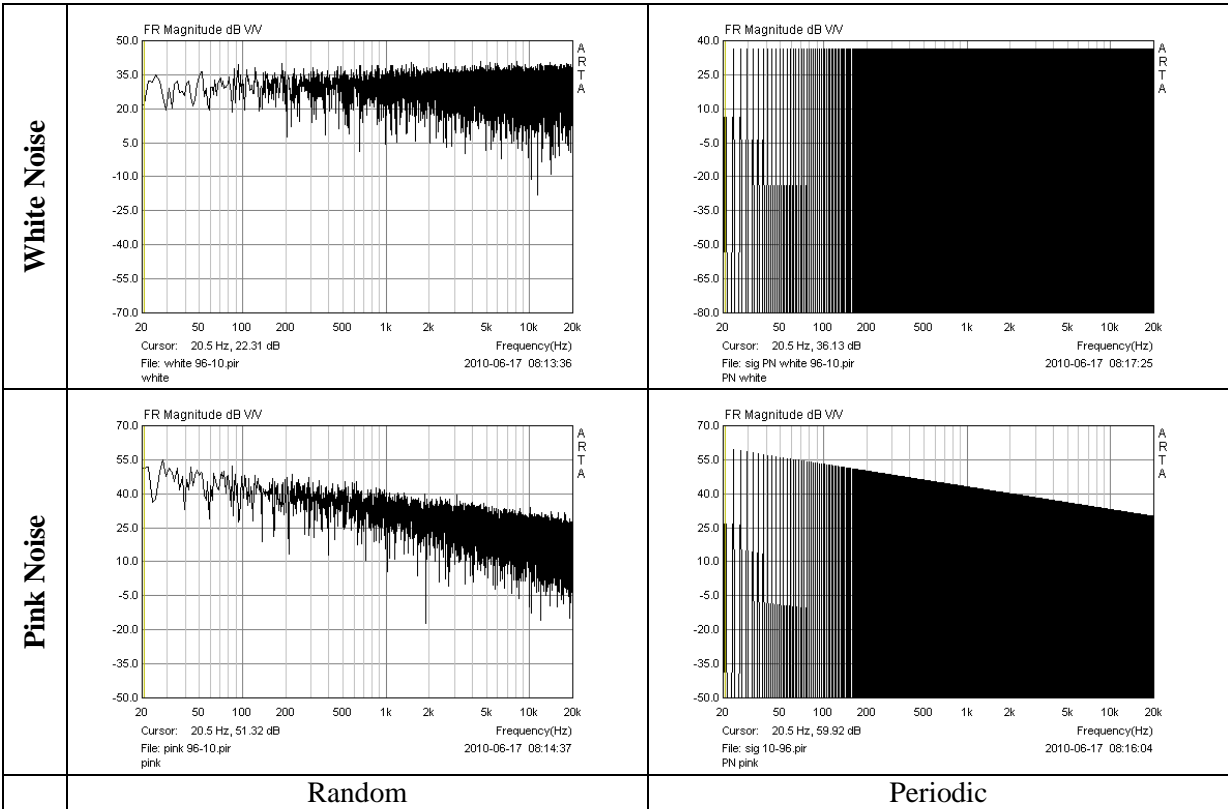 White Noise
FR Magnitude dB V/V
50.0
35.0
20.0
5.0
-10.0
-25.0
-40.0
-55.0
-70.0
A
R
T
A
20 50 100 200 500 1k 2k 5k 10k 20k
Cursor: 20.5 Hz, 22.31 dB Frequency(Hz)
File: white 96-10.pir 2010-06-17 08:13:36
white
FR Magnitude dB V/V
40.0
25.0
10.0
-5.0
-20.0
-35.0
-50.0
-65.0
-80.0
A
R
T
A
20 50 100 200 500 1k 2k 5k 10k 20k
Cursor: 20.5 Hz, 36.13 dB Frequency(Hz)
File: sig PN white 96-10.pir 2010-06-17 08:17:25
PN white
Pink Noise
FR Magnitude dB V/V
70.0
55.0
40.0
25.0
10.0
-5.0
-20.0
-35.0
-50.0
A
R
T
A
20 50 100 200 500 1k 2k 5k 10k 20k
Cursor: 20.5 Hz, 51.32 dB Frequency(Hz)
File: pink 96-10.pir 2010-06-17 08:14:37
pink
FR Magnitude dB V/V
70.0
55.0
40.0
25.0
10.0
-5.0
-20.0
-35.0
-50.0
A
R
T
A
20 50 100 200 500 1k 2k 5k 10k 20k
Cursor: 20.5 Hz, 59.92 dB Frequency(Hz)
File: sig 10-96.pir 2010-06-17 08:16:04
PN pink
Random Periodic